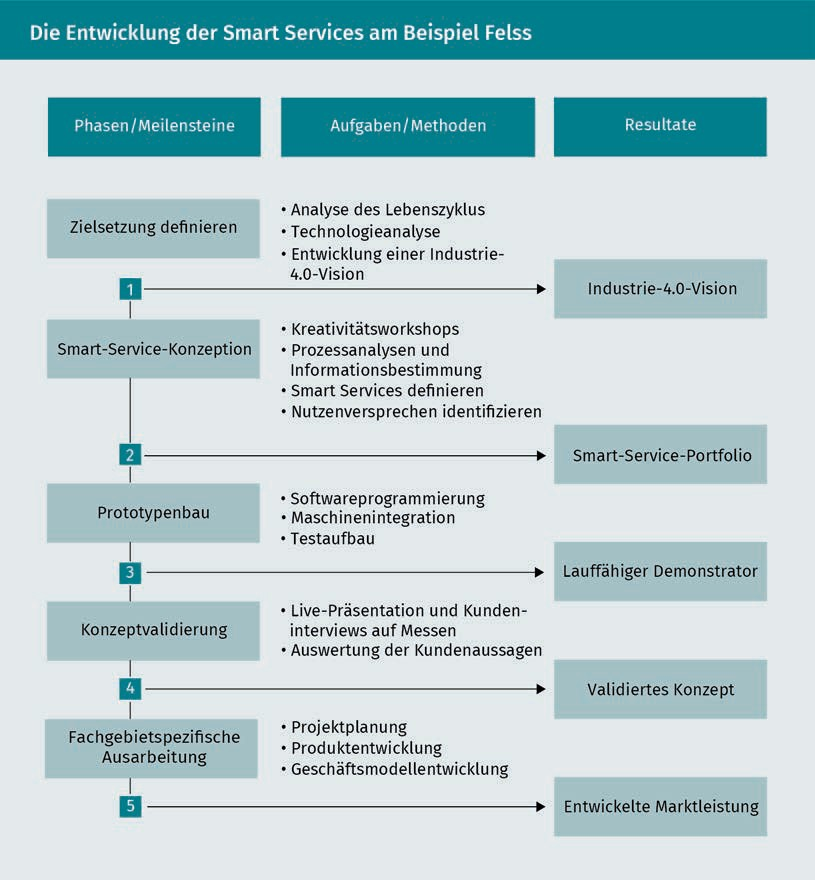 Die Entwicklung der Smart Services am Beispiel Felss
Phasen/Meilensteine
Aufgaben/Methoden
Resultate
Zielsetzung definieren
• Analyse des Lebenszyklus
• Technologieanalyse
• Entwicklung einer Industrie-
4.0-Vision
1
Industrie-4.0-Vision
Smart-Service-Konzeption
• Kreativitätsworkshops
• Prozessanalysen und
Informationsbestimmung
• Smart Services definieren
• Nutzenversprechen identifizieren
2
Smart-Service-Portfolio
Prototypenbau
• Softwareprogrammierung
• Maschinenintegration
• Testaufbau
3
Lauffähiger Demonstrator
Konzeptvalidierung
• Live-Präsentation und Kunden-
interviews auf Messen
• Auswertung der Kundenaussagen
4
Validiertes Konzept
Fachgebietspezifische
Ausarbeitung
• Projektplanung
• Produktentwicklung
• Geschäftsmodellentwicklung
5
Entwickelte Marktleistung